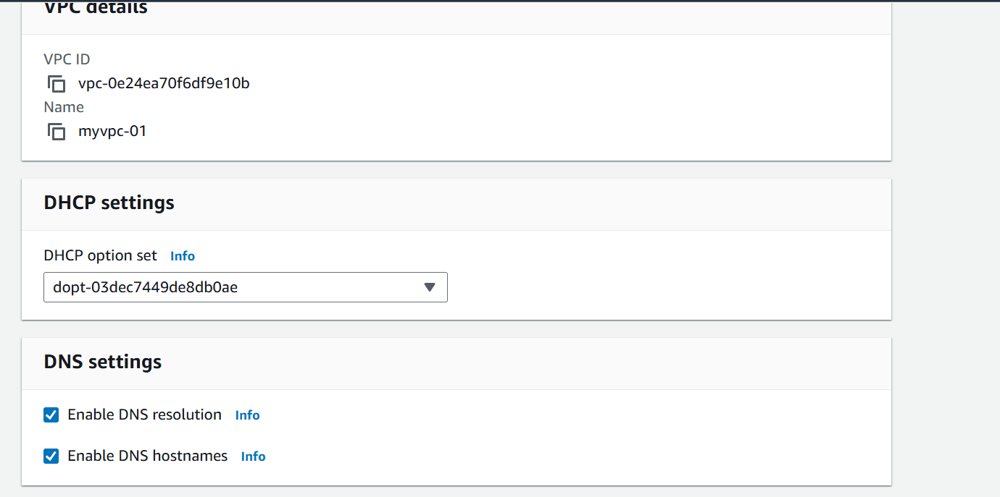 VPC details
VPC ID
vpc-0e24ea70f6df9e10b
Name
myvpc-01
DHCP settings
DHCP option set Info
dopt-03dec7449de8db0ae
DNS settings
Enable DNS resolution Info
Enable DNS hostnames Info